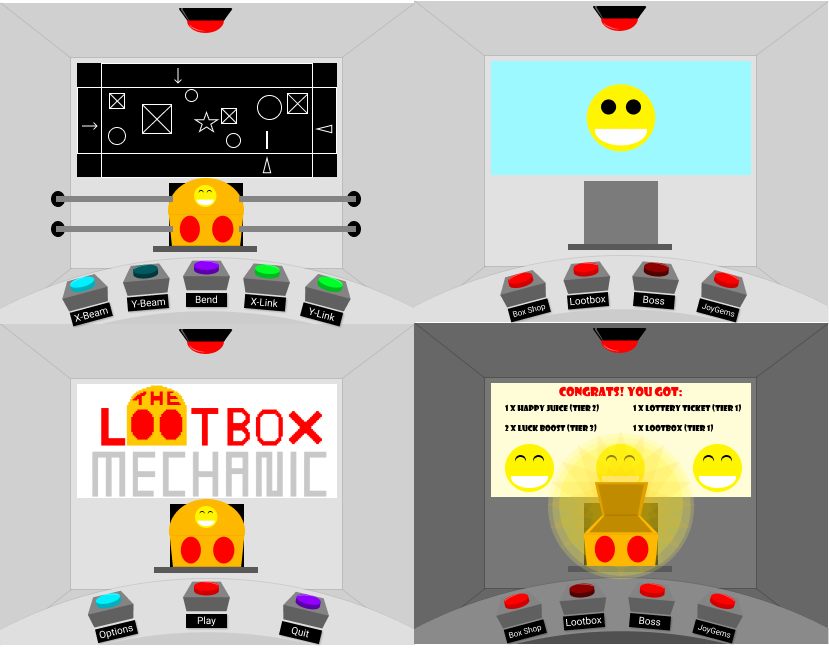 X-Beam
Y-Beam
Bend
X-Link
Y-Link
Box Shop
Lootbox
Boss
JoyGems
THE
LOOTBOX
MECHANIC
Options
Play
Quit
CONGRATS! YOU GOT:
1 X HAPPY JUICE (TIER 2)
1 X LOTTERY TICKET (TIER 1)
2 X LUCK BOOST (TIER 3)
1 X LOOTBOX (TIER 1)
Box Shop
Lootbox
Boss
JoyGems